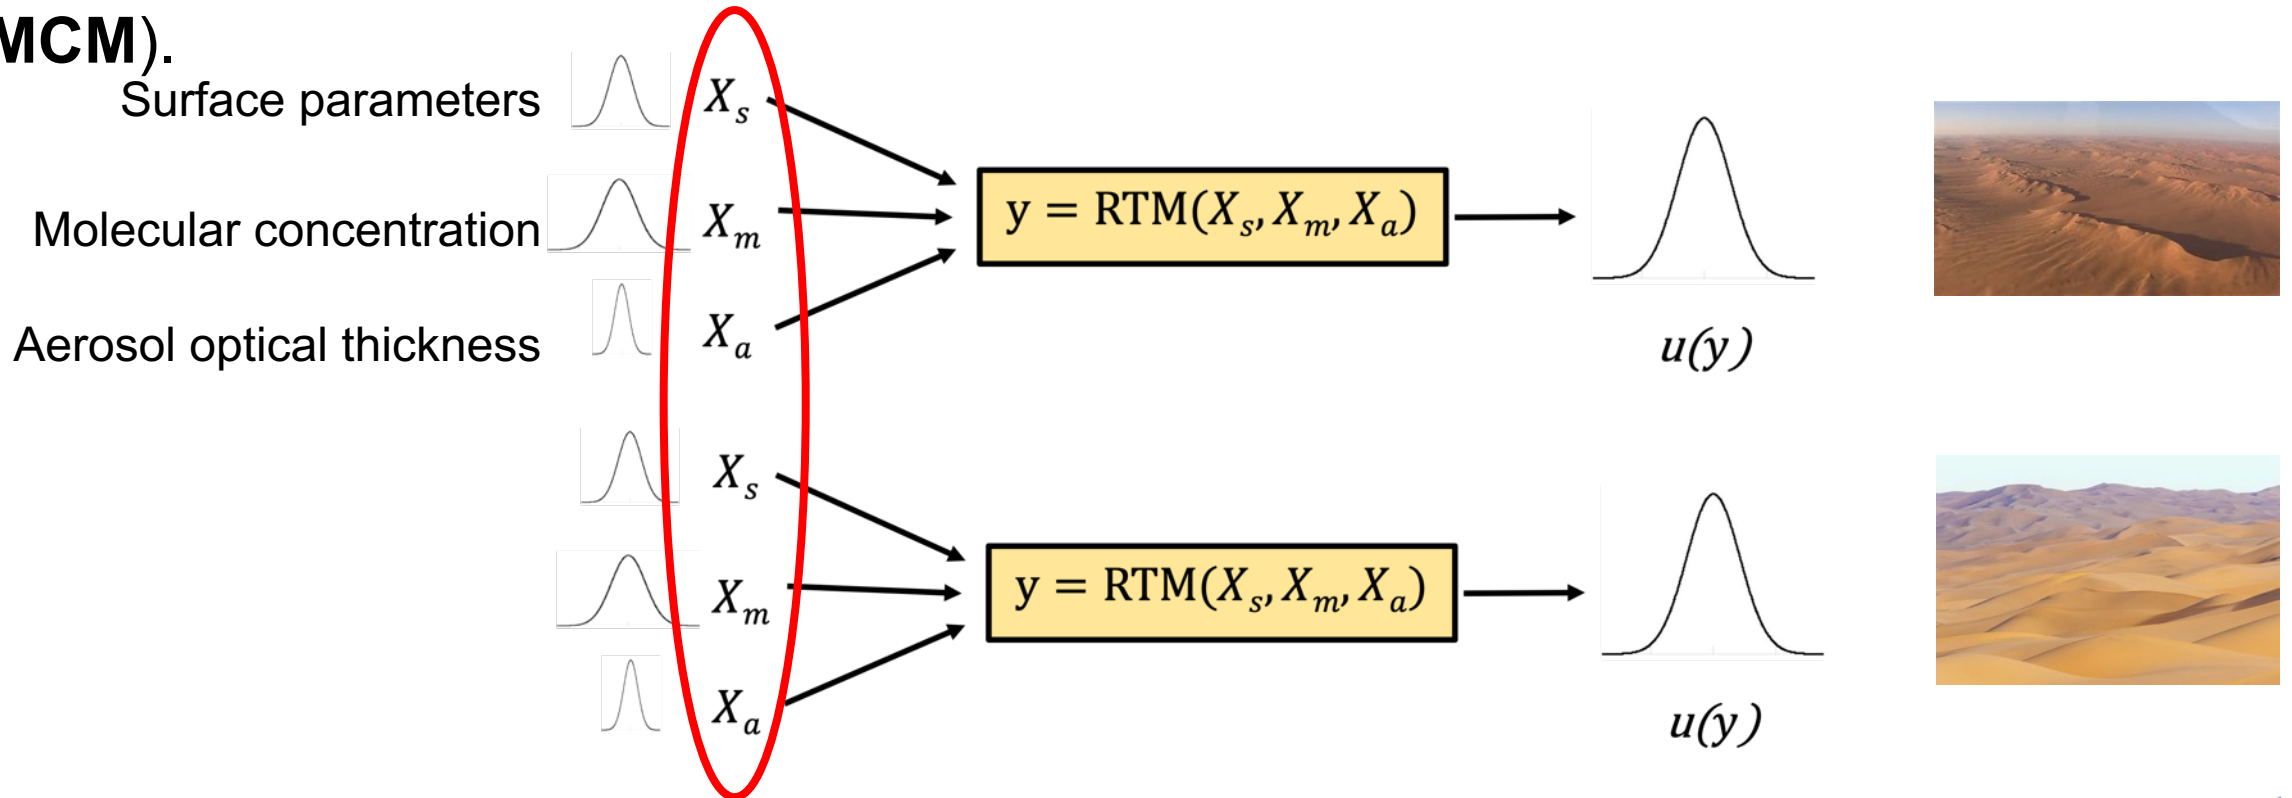 MCM).
Surface parameters
X_s
Molecular concentration
X_m
y = RTM(X_s, X_m, X_a)
Aerosol optical thickness
X_a
u(y)
X_s
X_m
y = RTM(X_s, X_m, X_a)
X_a
u(y)